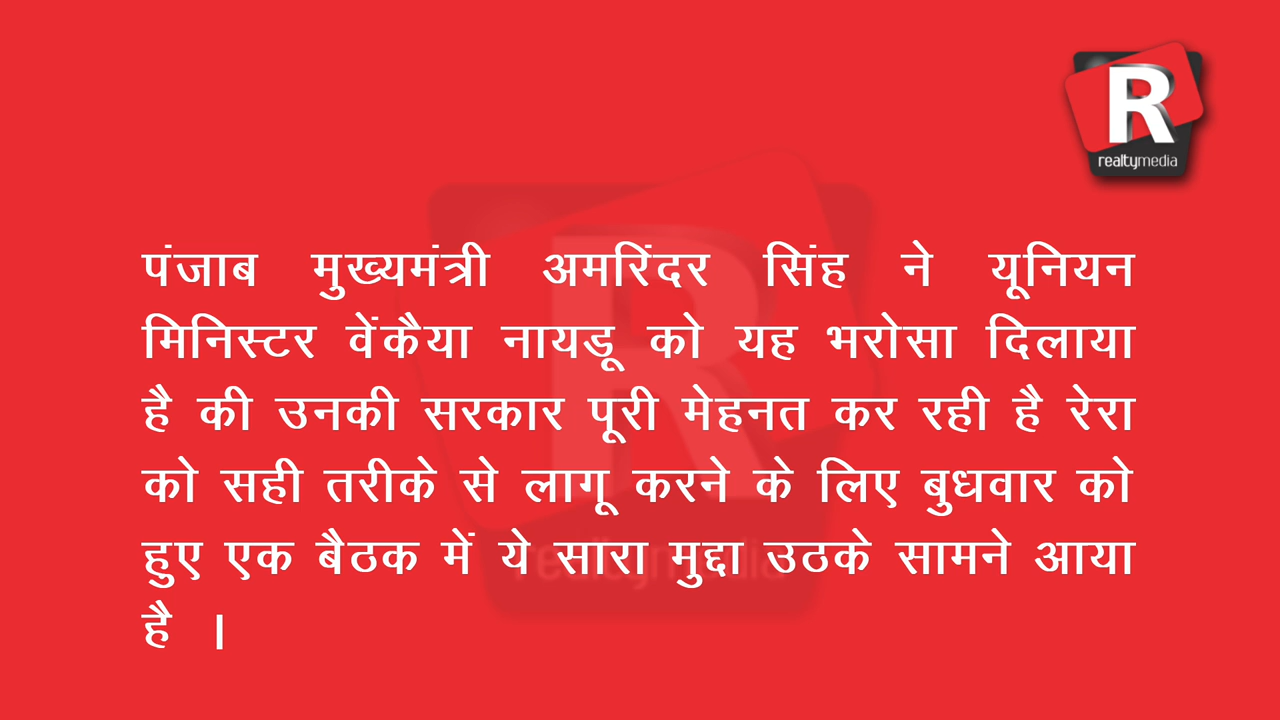 R
realtymedia
पंजाब मुख्यमंत्री अमरिंदर सिंह ने यूनियन
मिनिस्टर वेंकैया नायडू को यह भरोसा दिलाया
है की उनकी सरकार पूरी मेहनत कर रही है रेरा
को सही तरीके से लागू करने के लिए बुधवार को
हुए एक बैठक में ये सारा मुद्दा उठके सामने आया
है ।
R
realtymedia